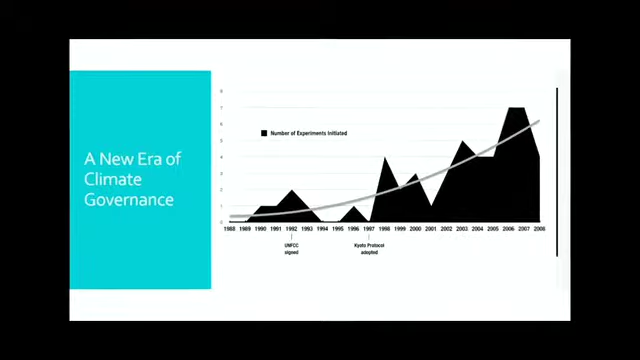 A New Era of
Climate
Governance
8
7
6
5
4
3
2
1
0
Number of Experiments Initiated
1988 1989 1990 1991 1992 1993 1994 1995 1996 1997 1998 1999 2000 2001 2002 2003 2004 2005 2006 2007 2008
UNFCC
signed
Kyoto Protocol
adopted